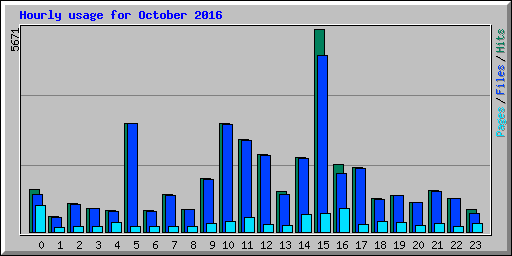 Hourly usage for October 2016
5671
Pages / Files / Hits
0 1 2 3 4 5 6 7 8 9 10 11 12 13 14 15 16 17 18 19 20 21 22 23